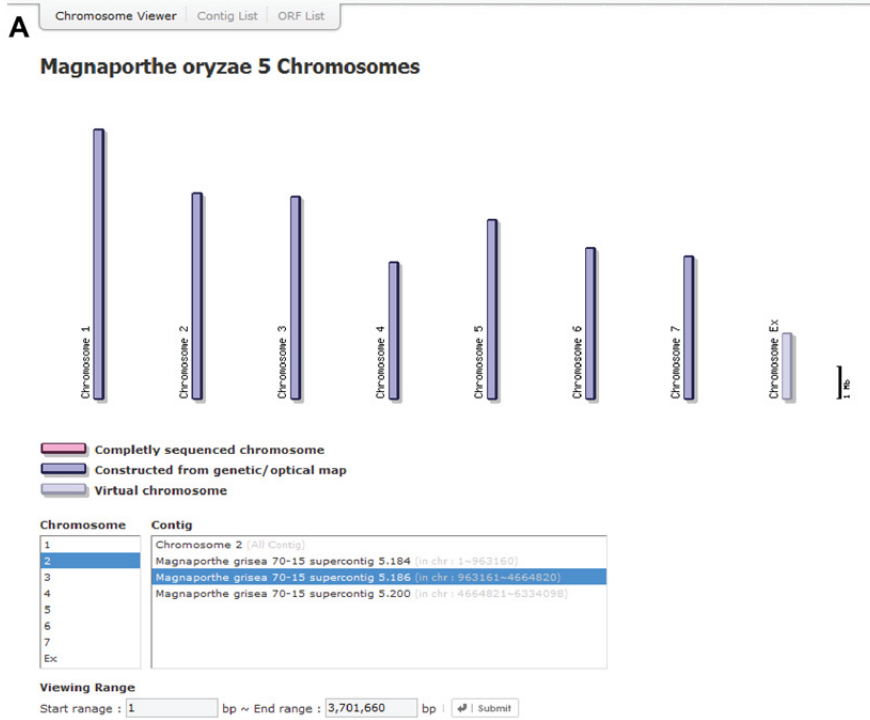 A
Chromosome Viewer Contig List ORF List
Magnaporthe oryzae 5 Chromosomes
Chromosome 1
Chromosome 2
Chromosome 3
Chromosome 4
Chromosome 5
Chromosome 6
Chromosome 7
Chromosome Ex
1 Mb
Completly sequenced chromosome
Constructed from genetic/optical map
Virtual chromosome
Chromosome Contig
1 Chromosome 2 (All Contig)
2 Magnaporthe grisea 70-15 supercontig 5.184 (in chr : 1~963160)
3 Magnaporthe grisea 70-15 supercontig 5.186 (in chr : 963161~4664820)
4 Magnaporthe grisea 70-15 supercontig 5.200 (in chr : 4664821~6334098)
5
6
7
Ex
Viewing Range
Start ranage : 1 bp ~ End range : 3,701,660 bp | Submit